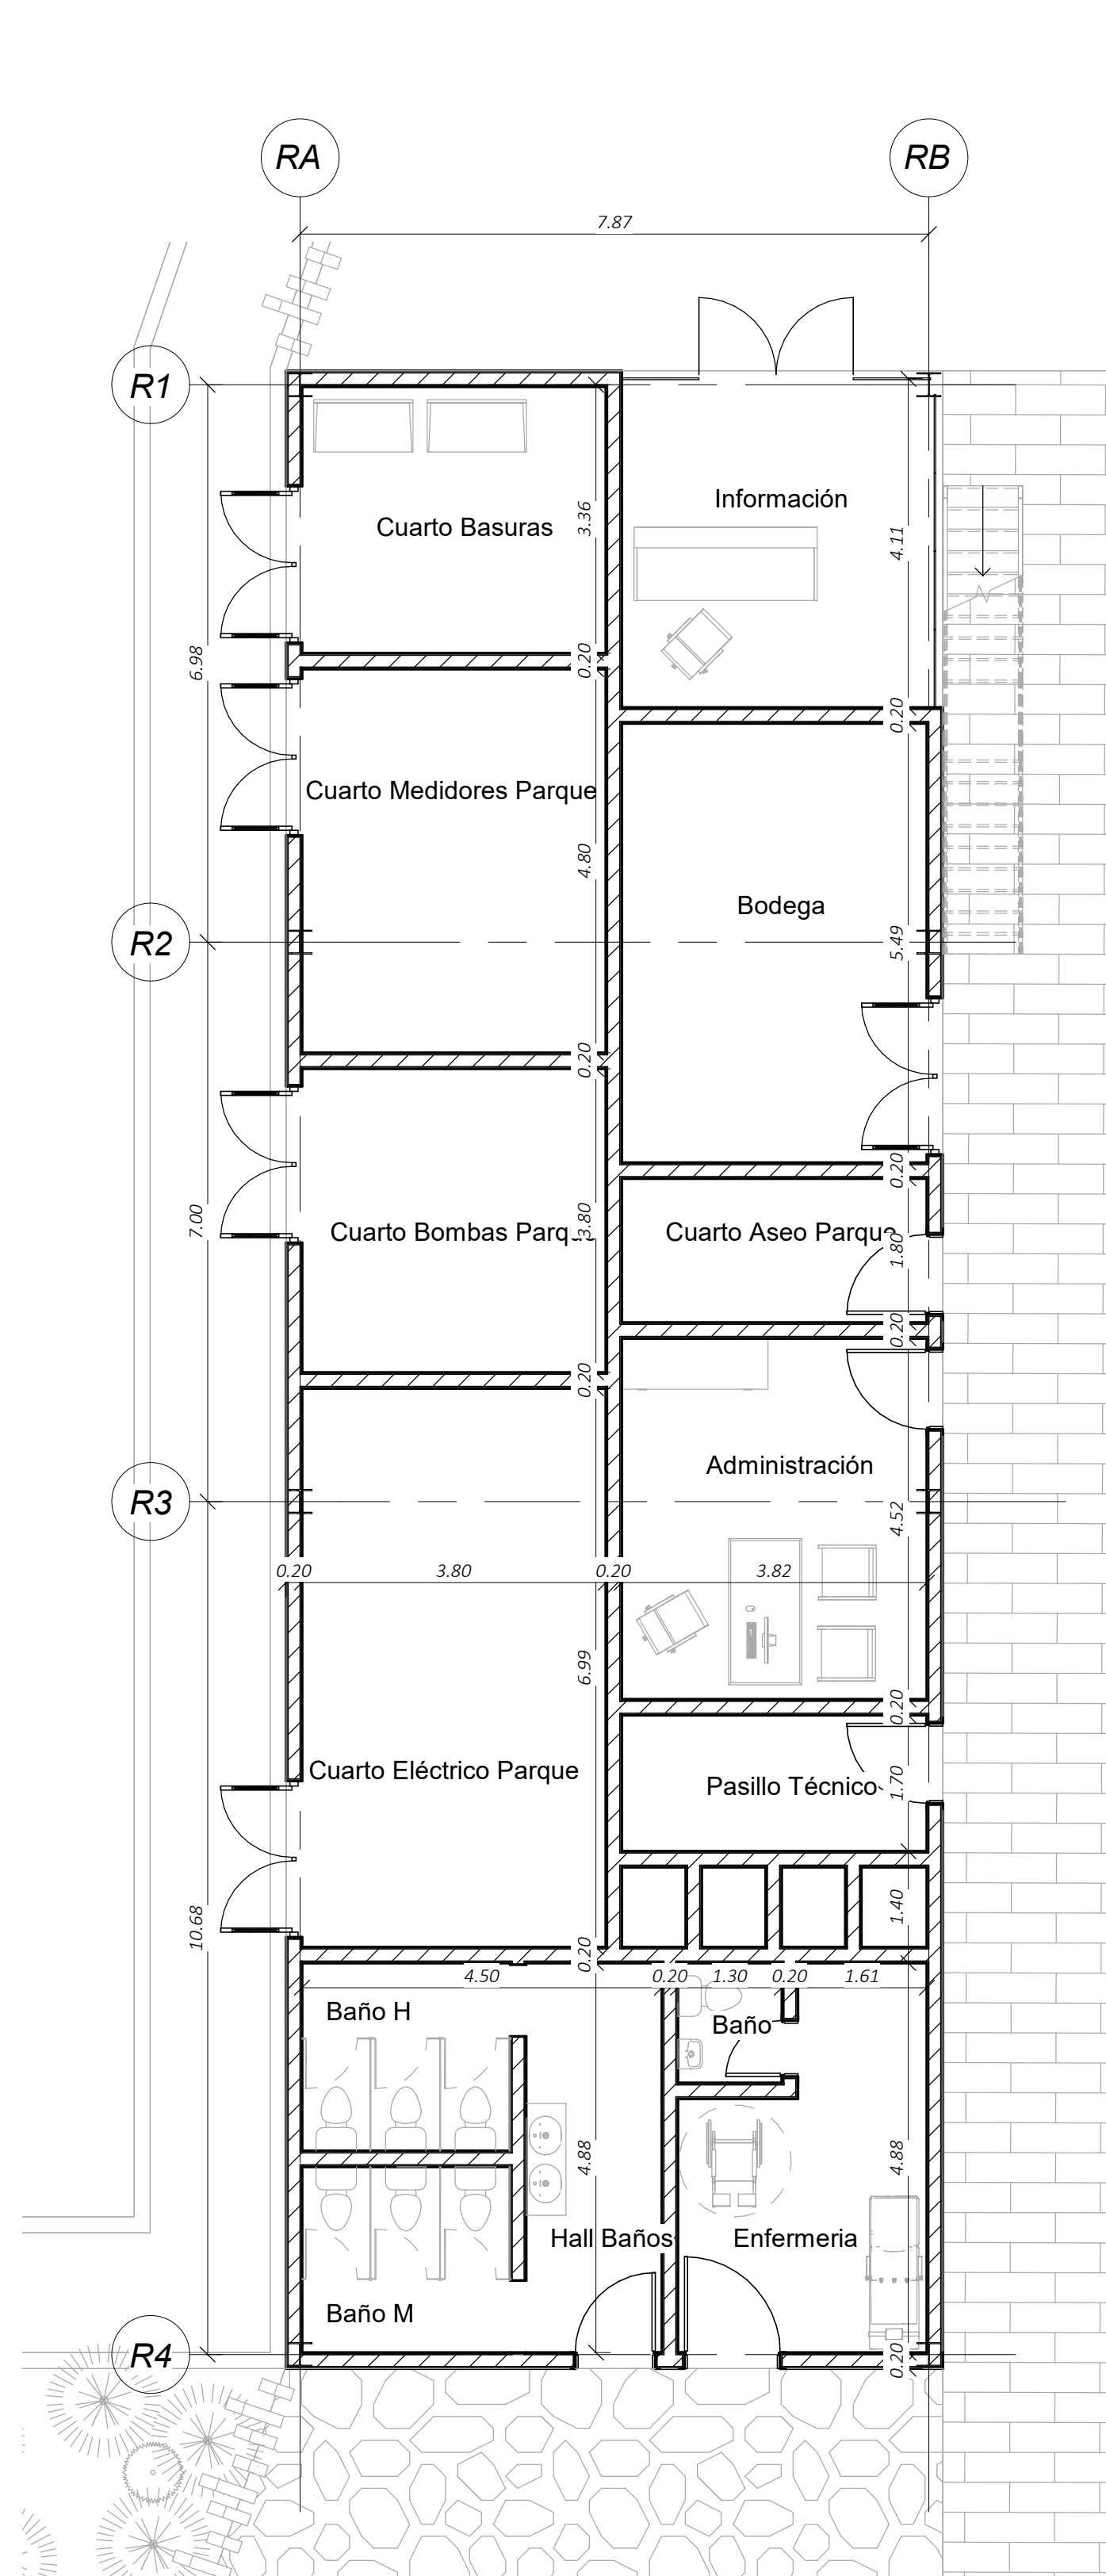 RA
RB
7.87
R1
Información
Cuarto Basuras
3.36
4.11
6.98
0.20
0.20
Cuarto Medidores Parque
4.80
Bodega
R2
5.49
0.20
0.20
7.00
3.80
Cuarto Bombas Parque
Cuarto Aseo Parque
1.80
0.20
0.20
Administración
R3
4.52
0.20
3.80
0.20
3.82
6.99
0.20
Cuarto Eléctrico Parque
Pasillo Técnico
1.70
10.68
1.40
0.20
4.50
0.20
1.30
0.20
1.61
Baño H
Baño
4.88
4.88
Hall Baños
Enfermeria
Baño M
R4
0.20